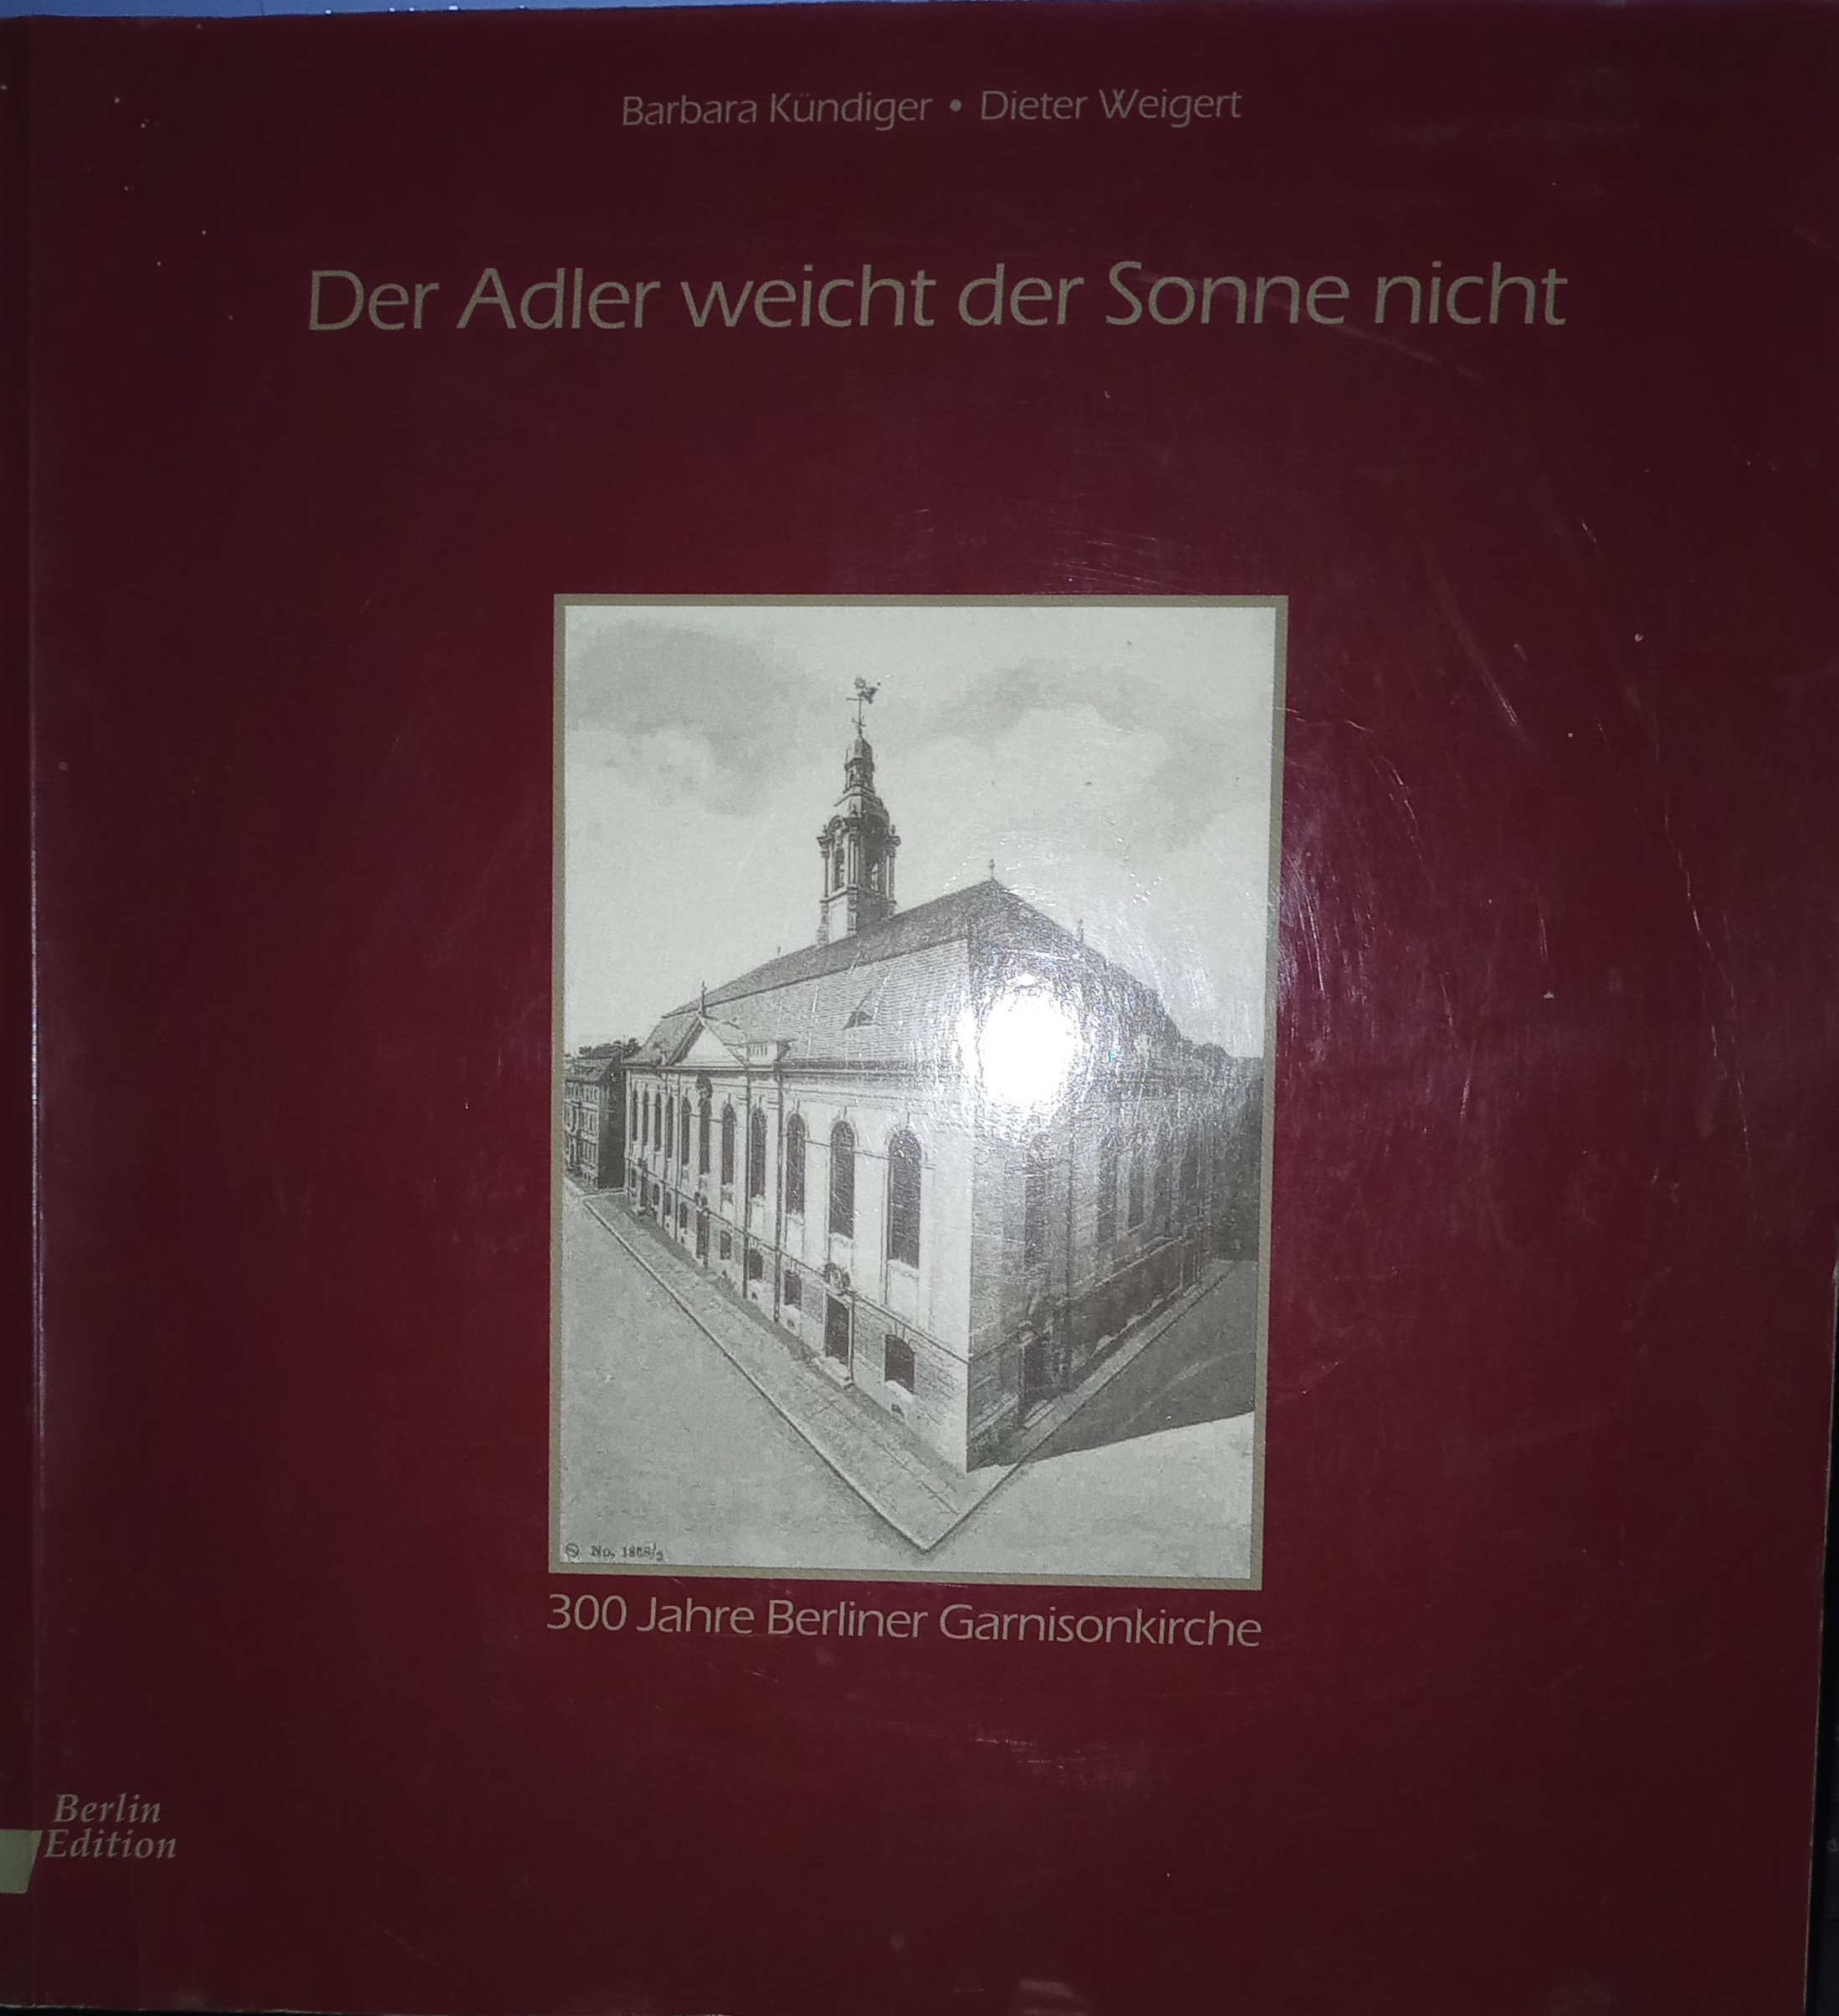 Barbara Kündiger • Dieter Weigert
Der Adler weicht der Sonne nicht
No. 1868/2
300 Jahre Berliner Garnisonkirche
Berlin
Edition